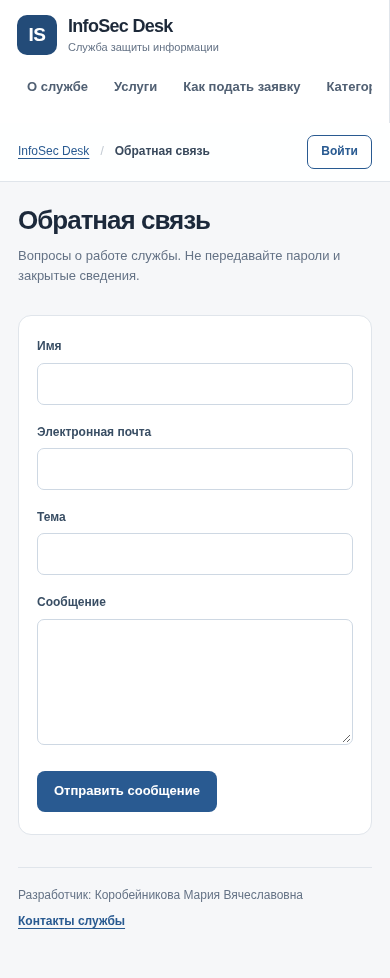 IS
InfoSec Desk
Служба защиты информации
О службе Услуги Как подать заявку Категор
InfoSec Desk / Обратная связь Войти
Обратная связь
Вопросы о работе службы. Не передавайте пароли и
закрытые сведения.
Имя
Электронная почта
Тема
Сообщение
Отправить сообщение
Разработчик: Коробейникова Мария Вячеславовна
Контакты службы